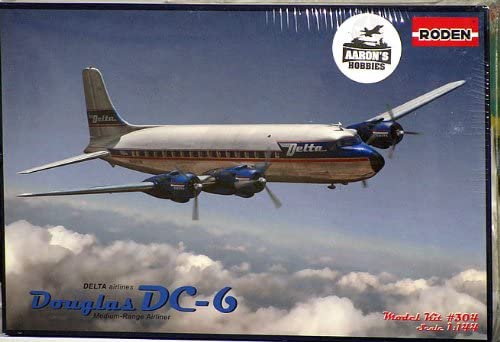 AARON'S
HOBBIES
RODEN
Delta
Delta
DELTA airlines
Douglas DC-6
Medium-Range Airliner
Model Kit #304
Scale 1:144